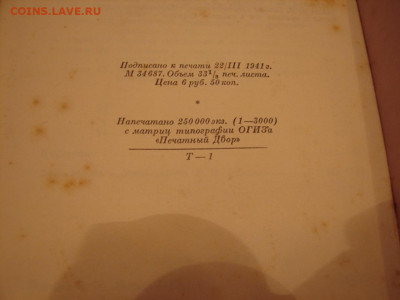 COINS.LAVE.RU
Подписано к печати 22/III 1941 г.
М 34687. Объем 33¹/₄ печ. листа.
Цена 6 руб. 50 коп.
*
Напечатано 250 000 экз. (1—3000)
с матриц типографии ОГИЗа
«Печатный Двор»
Т — 1